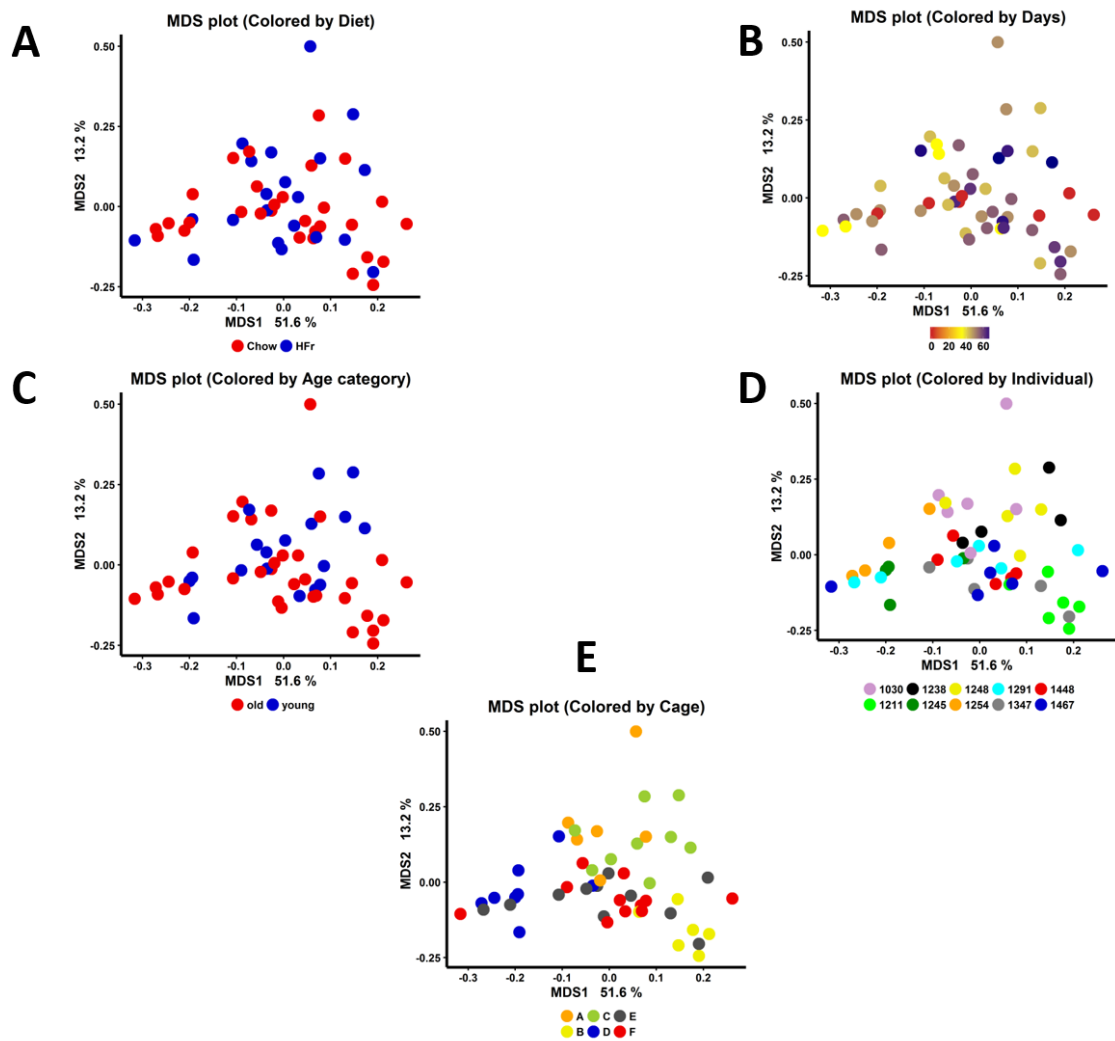 A
MDS plot (Colored by Diet)
0.50
0.25
0.00
-0.25
MDS2 13.2 %
-0.3 -0.2 -0.1 0.0 0.1 0.2
MDS1 51.6 %
Chow HFr
B
MDS plot (Colored by Days)
0.50
0.25
0.00
-0.25
MDS2 13.2 %
-0.3 -0.2 -0.1 0.0 0.1 0.2
MDS1 51.6 %
0 20 40 60
C
MDS plot (Colored by Age category)
0.50
0.25
0.00
-0.25
MDS2 13.2 %
-0.3 -0.2 -0.1 0.0 0.1 0.2
MDS1 51.6 %
old young
D
MDS plot (Colored by Individual)
0.50
0.25
0.00
-0.25
MDS2 13.2 %
-0.3 -0.2 -0.1 0.0 0.1 0.2
MDS1 51.6 %
1030 1238 1248 1291 1448
1211 1245 1254 1347 1467
E
MDS plot (Colored by Cage)
0.50
0.25
0.00
-0.25
MDS2 13.2 %
-0.3 -0.2 -0.1 0.0 0.1 0.2
MDS1 51.6 %
A C E
B D F